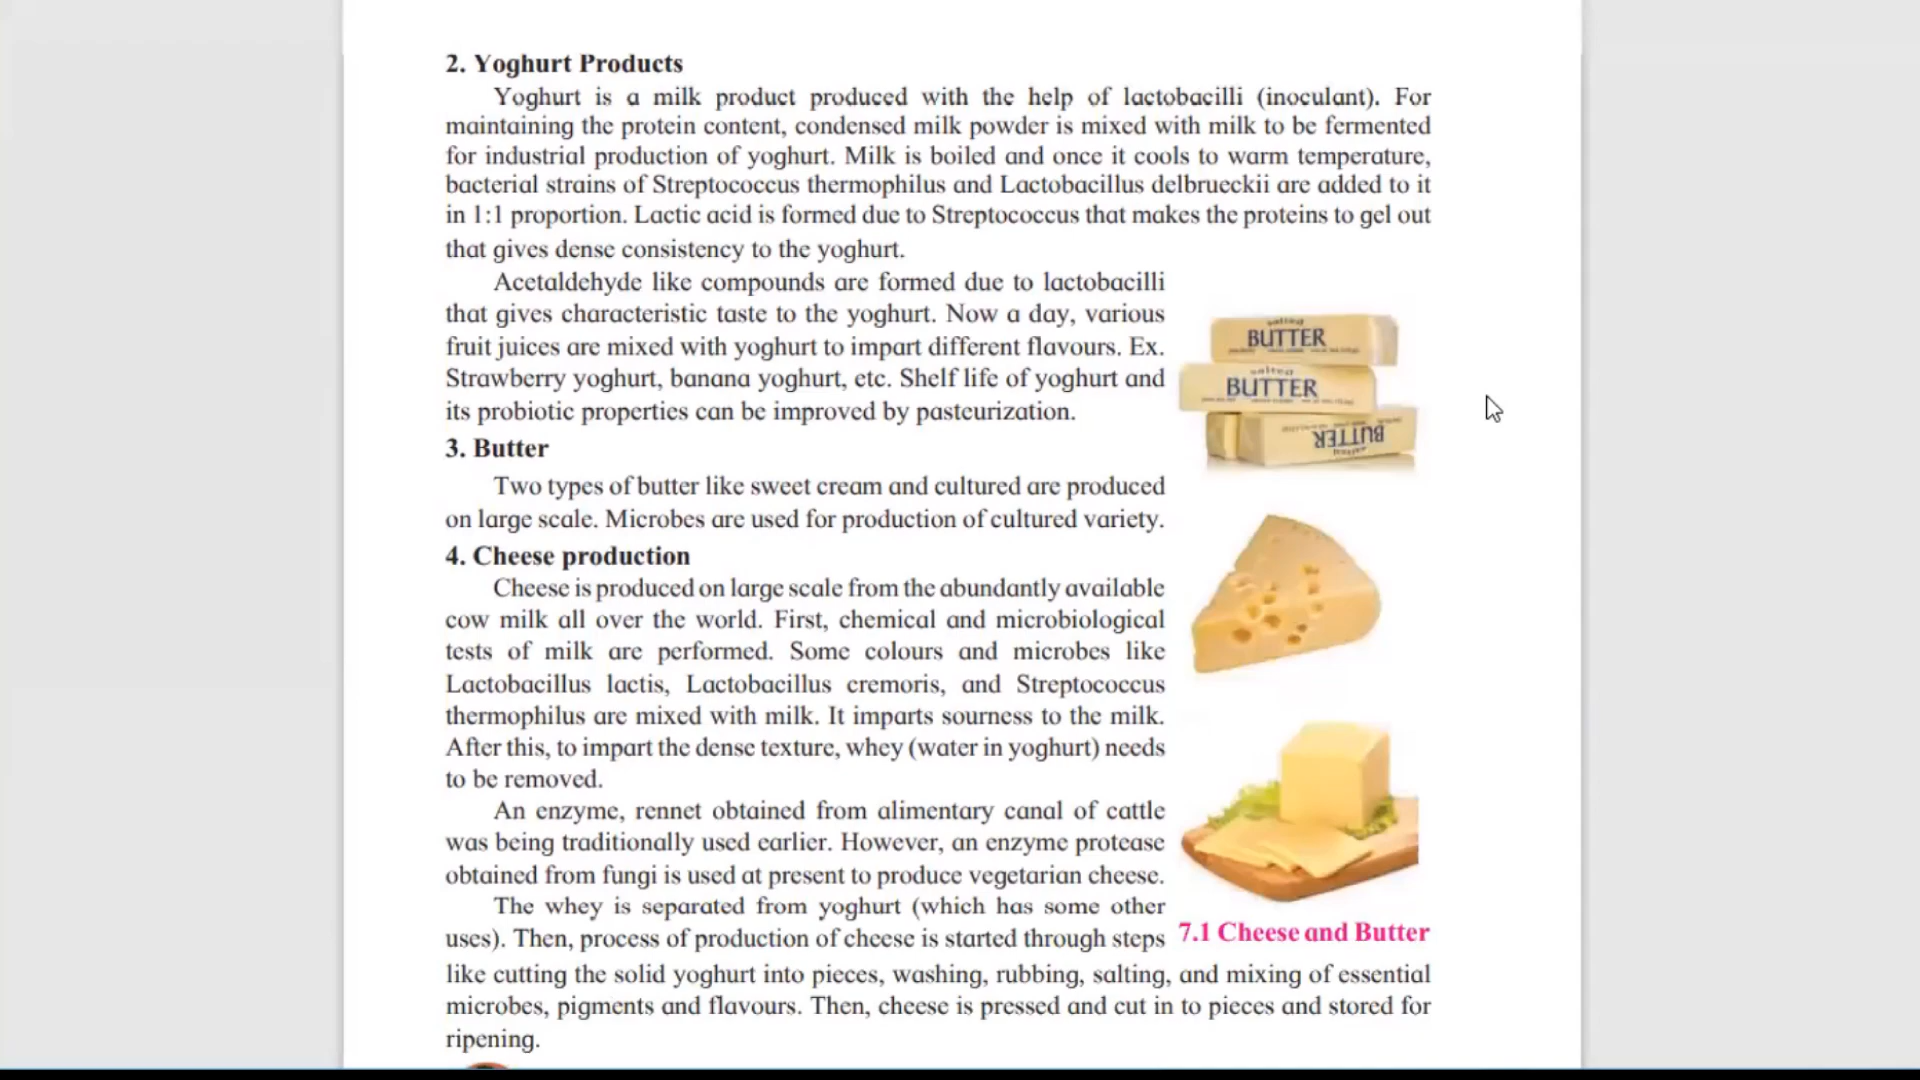 2. Yoghurt Products
Yoghurt is a milk product produced with the help of lactobacilli (inoculant). For
maintaining the protein content, condensed milk powder is mixed with milk to be fermented
for industrial production of yoghurt. Milk is boiled and once it cools to warm temperature,
bacterial strains of Streptococcus thermophilus and Lactobacillus delbrueckii are added to it
in 1:1 proportion. Lactic acid is formed due to Streptococcus that makes the proteins to gel out
that gives dense consistency to the yoghurt.
Acetaldehyde like compounds are formed due to lactobacilli
that gives characteristic taste to the yoghurt. Now a day, various
fruit juices are mixed with yoghurt to impart different flavours. Ex.
Strawberry yoghurt, banana yoghurt, etc. Shelf life of yoghurt and
its probiotic properties can be improved by pasteurization.
salted
BUTTER
salted
BUTTER
BUTTER
3. Butter
Two types of butter like sweet cream and cultured are produced
on large scale. Microbes are used for production of cultured variety.
4. Cheese production
Cheese is produced on large scale from the abundantly available
cow milk all over the world. First, chemical and microbiological
tests of milk are performed. Some colours and microbes like
Lactobacillus lactis, Lactobacillus cremoris, and Streptococcus
thermophilus are mixed with milk. It imparts sourness to the milk.
After this, to impart the dense texture, whey (water in yoghurt) needs
to be removed.
An enzyme, rennet obtained from alimentary canal of cattle
was being traditionally used earlier. However, an enzyme protease
obtained from fungi is used at present to produce vegetarian cheese.
The whey is separated from yoghurt (which has some other
uses). Then, process of production of cheese is started through steps
like cutting the solid yoghurt into pieces, washing, rubbing, salting, and mixing of essential
microbes, pigments and flavours. Then, cheese is pressed and cut in to pieces and stored for
ripening.
7.1 Cheese and Butter